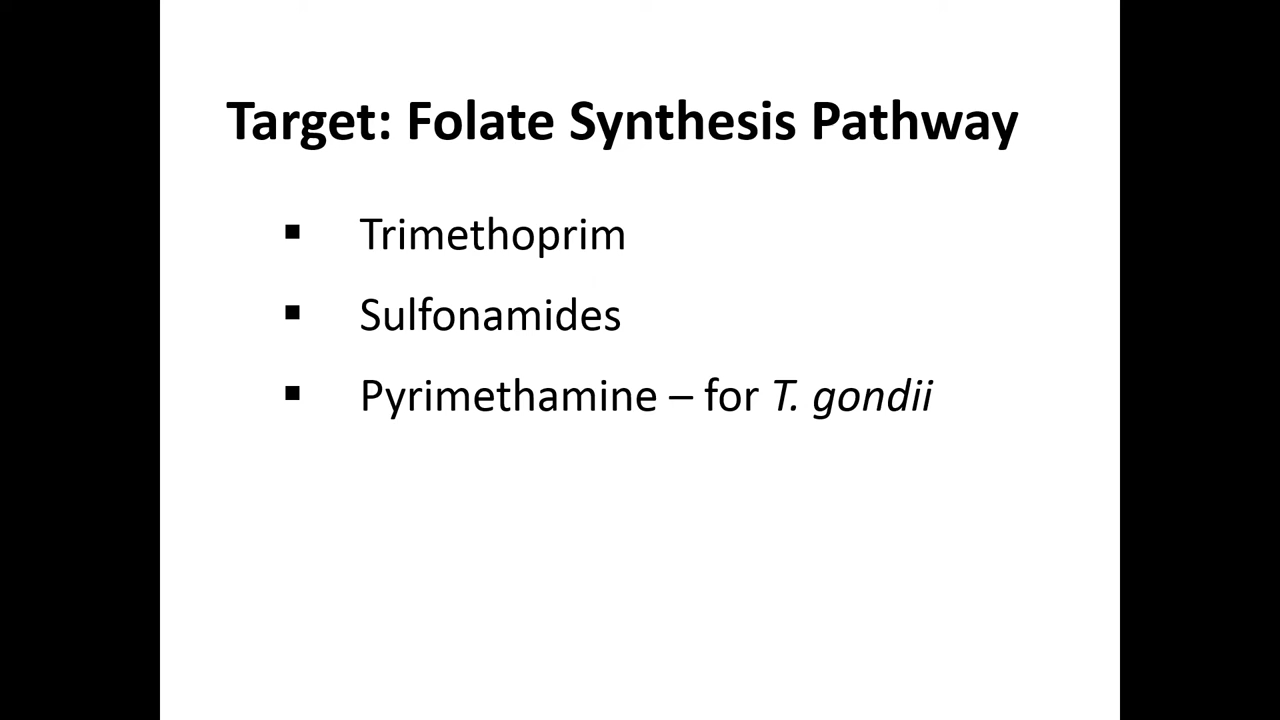 Target: Folate Synthesis Pathway
▪ Trimethoprim
▪ Sulfonamides
▪ Pyrimethamine – for T. gondii